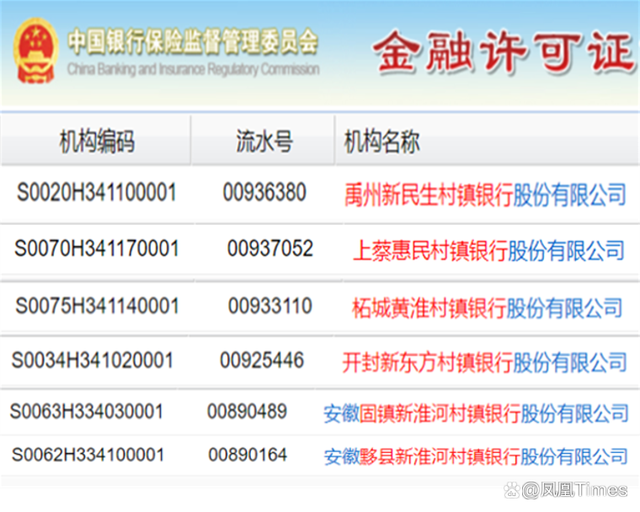 中国银行保险监督管理委员会
China Banking and Insurance Regulatory Commission
金融许可证
机构编码 流水号 机构名称
S0020H341100001 00936380 禹州新民生村镇银行股份有限公司
S0070H341170001 00937052 上蔡惠民村镇银行股份有限公司
S0075H341140001 00933110 柘城黄淮村镇银行股份有限公司
S0034H341020001 00925446 开封新东方村镇银行股份有限公司
S0063H334030001 00890489 安徽固镇新淮河村镇银行股份有限公司
S0062H334100001 00890164 安徽黟县新淮河村镇银行股份有限公司
@凤凰Times